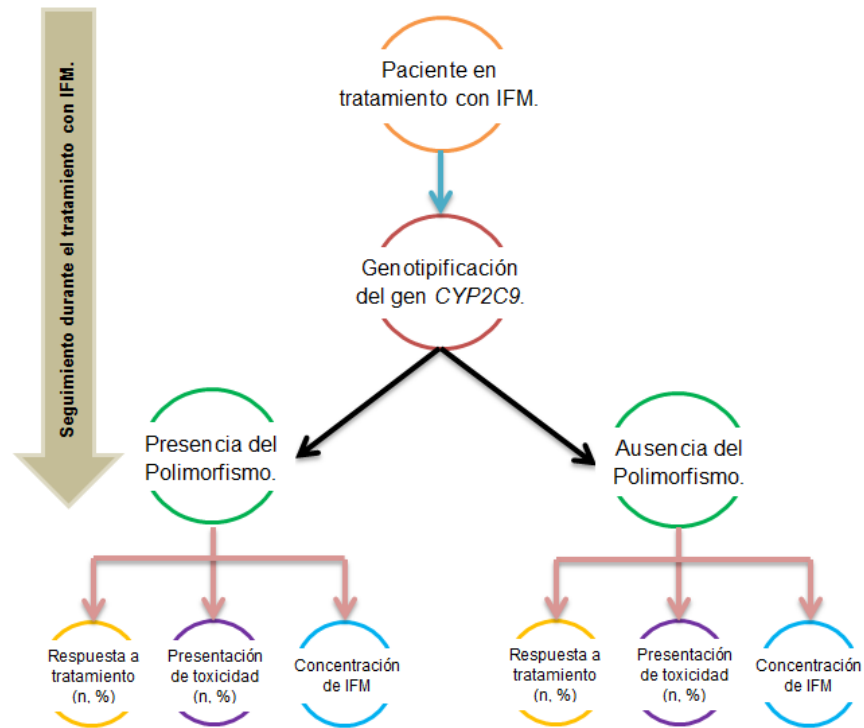 Seguimiento durante el tratamiento con IFM.
Paciente en
tratamiento con IFM.
Genotipificación
del gen CYP2C9.
Presencia del
Polimorfismo.
Ausencia del
Polimorfismo.
Respuesta a
tratamiento
(n, %)
Presentación
de toxicidad
(n, %)
Concentración
de IFM
Respuesta a
tratamiento
(n, %)
Presentación
de toxicidad
(n, %)
Concentración
de IFM